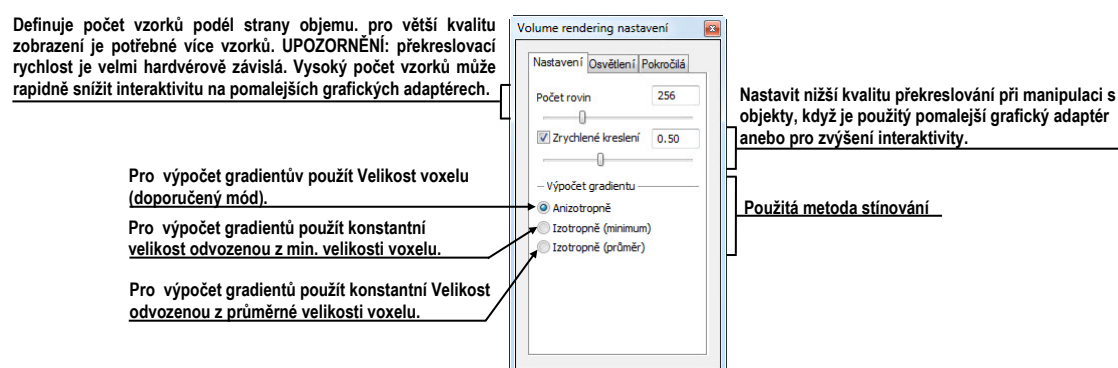 Definuje počet vzorků podél strany objemu. pro větší kvalitu
zobrazení je potřebné více vzorků. UPOZORNĚNÍ: překreslovací
rychlost je velmi hardvérově závislá. Vysoký počet vzorků může
rapidně snížit interaktivitu na pomalejších grafických adaptérech.
Volume rendering nastavení
Nastavení Osvětlení Pokročilá
Počet rovin 256
Zrychlené kreslení 0.50
Výpočet gradientu
Anizotropně
Izotropně (minimum)
Izotropně (průměr)
Nastavit nižší kvalitu překreslování při manipulaci s
objekty, když je použitý pomalejší grafický adaptér
anebo pro zvýšení interaktivity.
Použitá metoda stínování
Pro výpočet gradientův použít Velikost voxelu
(doporučený mód).
Pro výpočet gradientů použít konstantní
velikost odvozenou z min. velikosti voxelu.
Pro výpočet gradientů použít konstantní Velikost
odvozenou z průměrné velikosti voxelu.